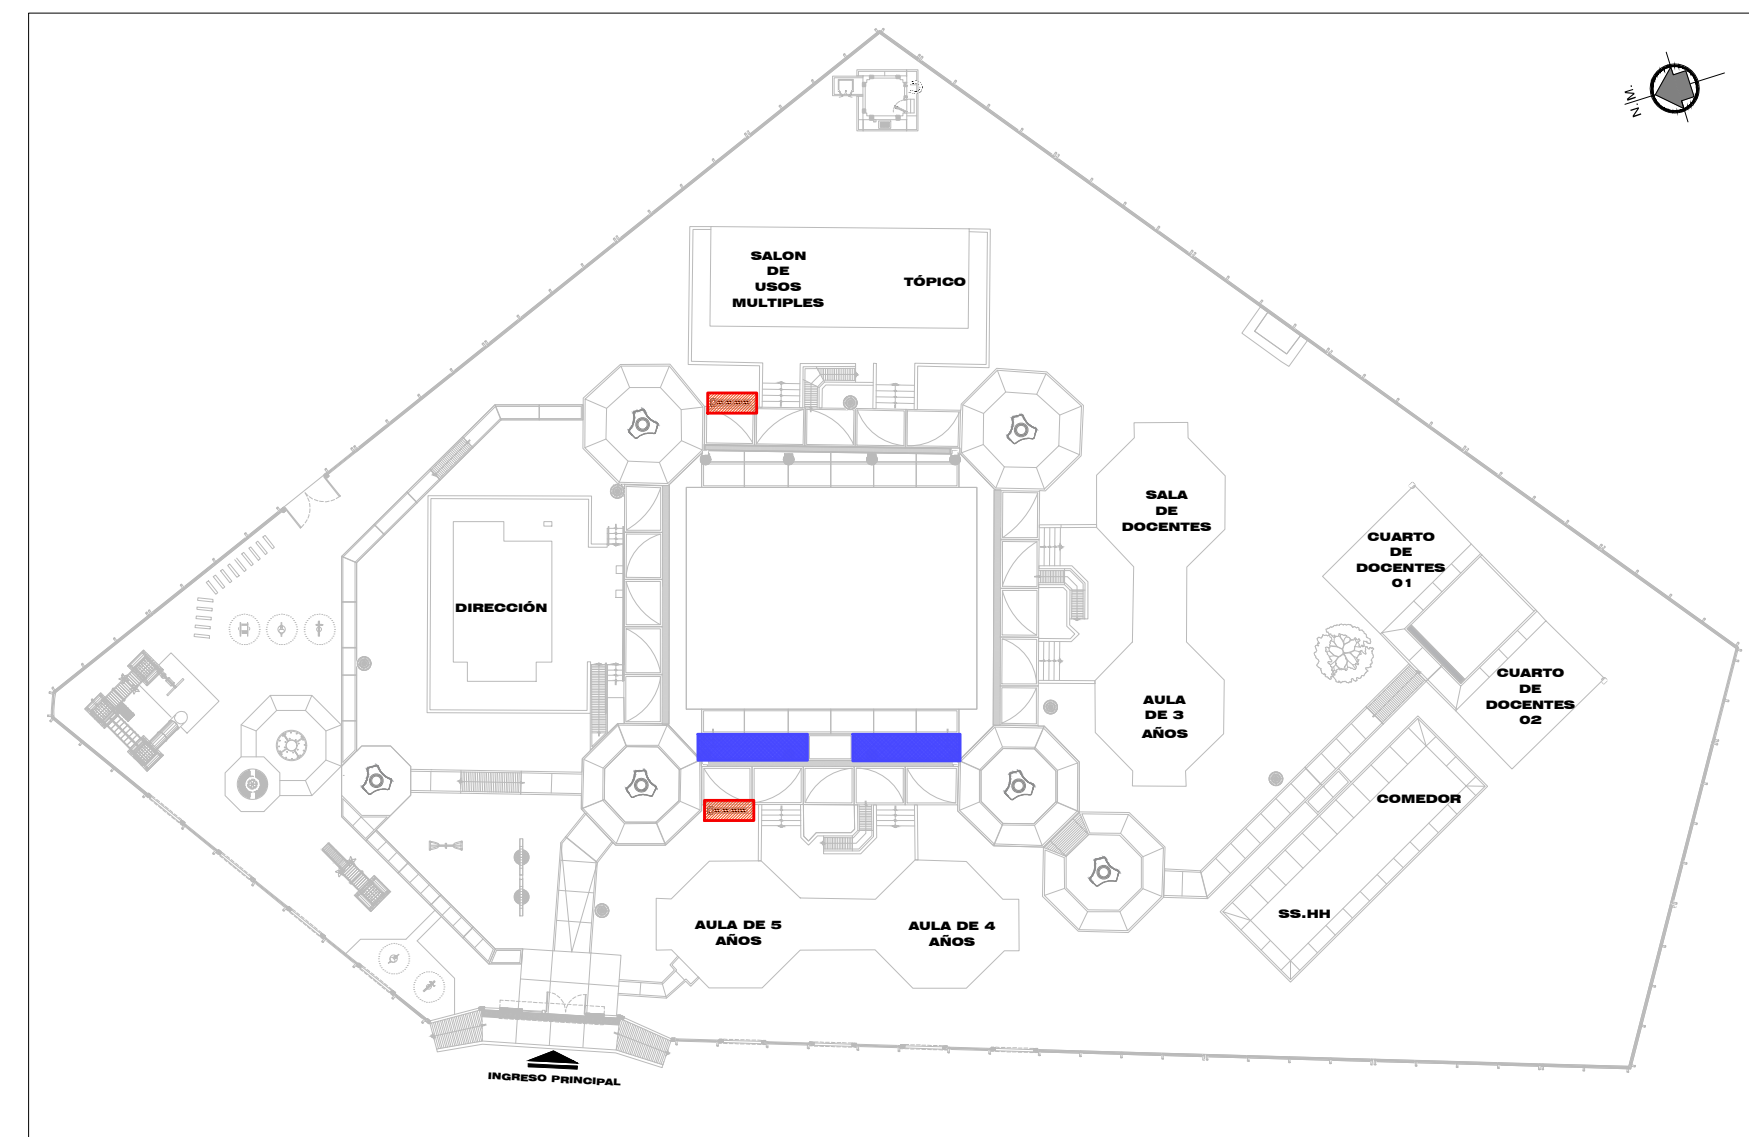 N.M.
SALON
DE
USOS
MULTIPLES
TÓPICO
SALA
DE
DOCENTES
CUARTO
DE
DOCENTES
01
DIRECCIÓN
CUARTO
DE
DOCENTES
02
AULA
DE 3
AÑOS
COMEDOR
SS.HH
AULA DE 5
AÑOS
AULA DE 4
AÑOS
INGRESO PRINCIPAL